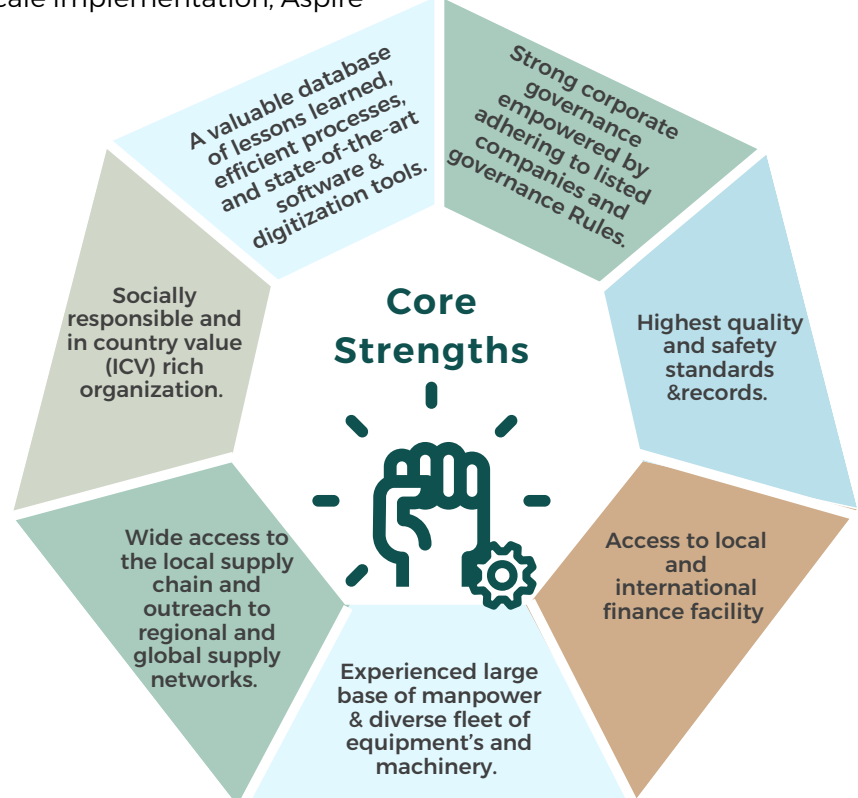 cale implementation, Aspire
A valuable database
of lessons learned,
efficient processes,
and state-of-the-art
software &
digitization tools.
Strong corporate
governance
empowered by
adhering to listed
companies and
governance Rules.
Socially
responsible and
in country value
(ICV) rich
organization.
Core
Strengths
Highest quality
and safety
standards
&records.
Wide access to
the local supply
chain and
outreach to
regional and
global supply
networks.
Access to local
and
international
finance facility
Experienced large
base of manpower
& diverse fleet of
equipment’s and
machinery.